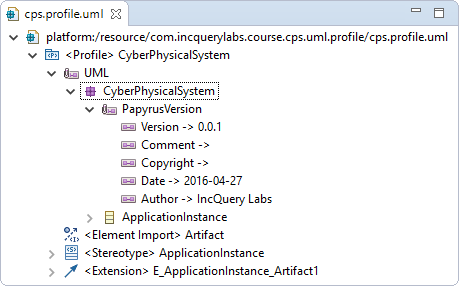 cps.profile.uml
platform:/resource/com.incquerylabs.course.cps.uml.profile/cps.profile.uml
<Profile> CyberPhysicalSystem
UML
CyberPhysicalSystem
PapyrusVersion
Version -> 0.0.1
Comment ->
Copyright ->
Date -> 2016-04-27
Author -> IncQuery Labs
ApplicationInstance
<Element Import> Artifact
<Stereotype> ApplicationInstance
<Extension> E_ApplicationInstance_Artifact1